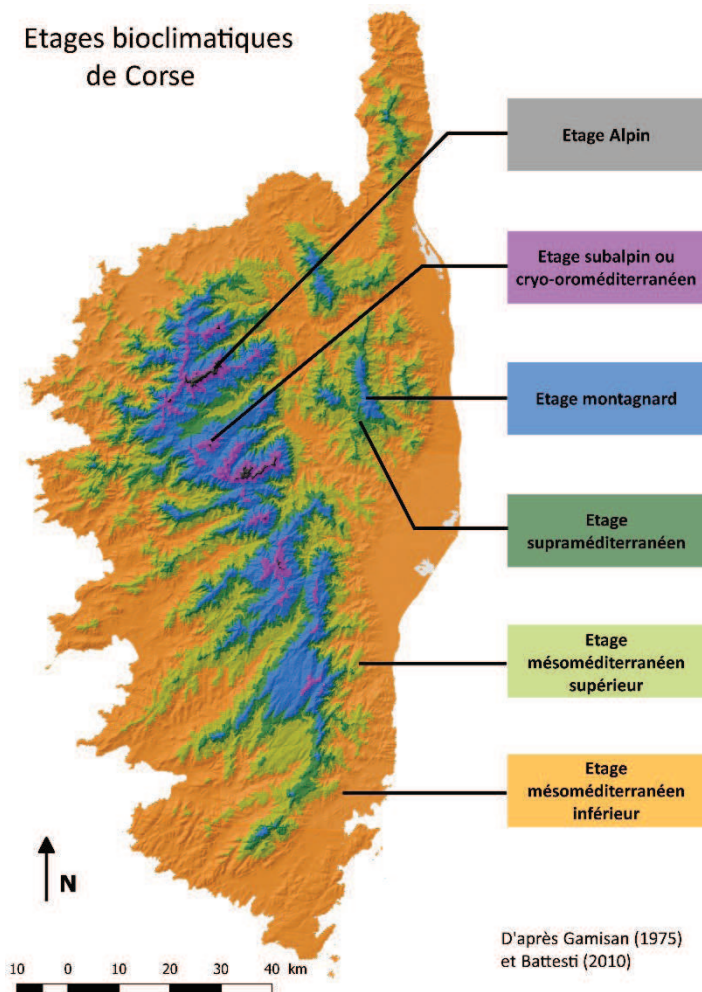 Etages bioclimatiques
de Corse
Etage Alpin
Etage subalpin ou
cryo-oroméditerranéen
Etage montagnard
Etage
supraméditerranéen
Etage
mésoméditerranéen
supérieur
Etage
mésoméditerranéen
inférieur
N
D'après Gamisan (1975)
et Battesti (2010)
10 0 10 20 30 40 km